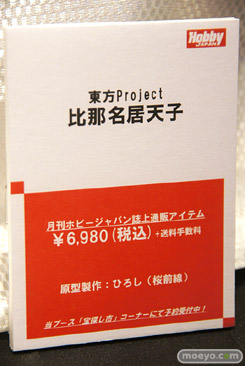 Hobby
JAPAN
東方Project
比那名居天子
月刊ホビージャパン誌上通販アイテム
￥6,980(税込)+送料手数料
原型製作：ひろし（桜前線）
当ブース「宝探し市」コーナーにて予約受付中！
moeyo.com